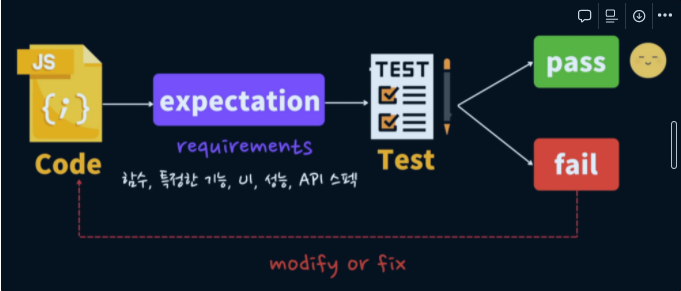 JS
{;}
Code
expectation
requirements
함수, 특정한 기능, UI, 성능, API 스펙
TEST
Test
pass
fail
modify or fix